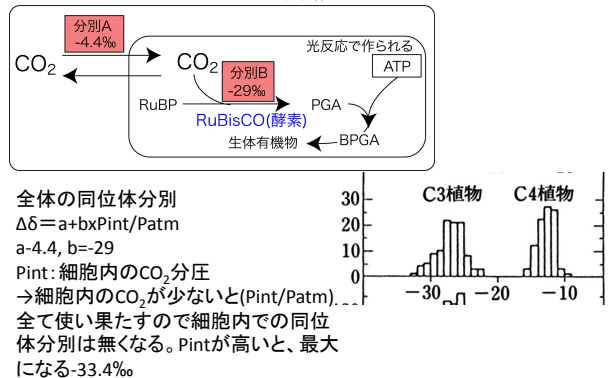 分別A
-4.4‰
CO2
CO2
分別B
-29‰
光反応で作られる
ATP
RuBP
PGA
RuBisCO(酵素)
生体有機物
BPGA
全体の同位体分別
Δδ＝a+bxPint/Patm
a-4.4, b=-29
Pint：細胞内のCO2分圧
→細胞内のCO2が少ないと(Pint/Patm)、
全て使い果たすので細胞内での同位
体分別は無くなる。Pintが高いと、最大
になる-33.4‰
C3植物
C4植物
30
20
10
0
-30
-20
-10